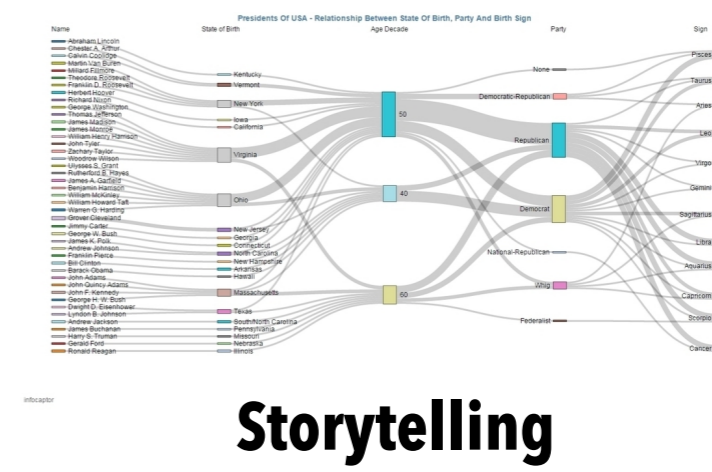 Presidents Of USA - Relationship Between State Of Birth, Party And Birth Sign
Name
State of Birth
Age Decade
Party
Sign
Abraham Lincoln
Chester A. Arthur
Calvin Coolidge
Martin Van Buren
Millard Fillmore
Theodore Roosevelt
Franklin D. Roosevelt
Herbert Hoover
Richard Nixon
George Washington
Thomas Jefferson
James Madison
James Monroe
William Henry Harrison
John Tyler
Zachary Taylor
Woodrow Wilson
Ulysses S. Grant
Rutherford B. Hayes
James A. Garfield
Benjamin Harrison
William McKinley
William Howard Taft
Warren G. Harding
Grover Cleveland
Jimmy Carter
George W. Bush
James K. Polk
Andrew Johnson
Franklin Pierce
Bill Clinton
Barack Obama
John Adams
John Quincy Adams
John F. Kennedy
George H. W. Bush
Dwight D. Eisenhower
Lyndon B. Johnson
Andrew Jackson
James Buchanan
Harry S. Truman
Gerald Ford
Ronald Reagan
Kentucky
Vermont
New York
Iowa
California
Virginia
Ohio
New Jersey
Georgia
Connecticut
North Carolina
New Hampshire
Arkansas
Hawaii
Massachusetts
Texas
South/North Carolina
Pennsylvania
Missouri
Nebraska
Illinois
50
40
60
None
Democratic-Republican
Republican
Democrat
National-Republican
Whig
Federalist
Pisces
Taurus
Aries
Leo
Virgo
Gemini
Sagittarius
Libra
Aquarius
Capricorn
Scorpio
Cancer
infocaptor
Storytelling